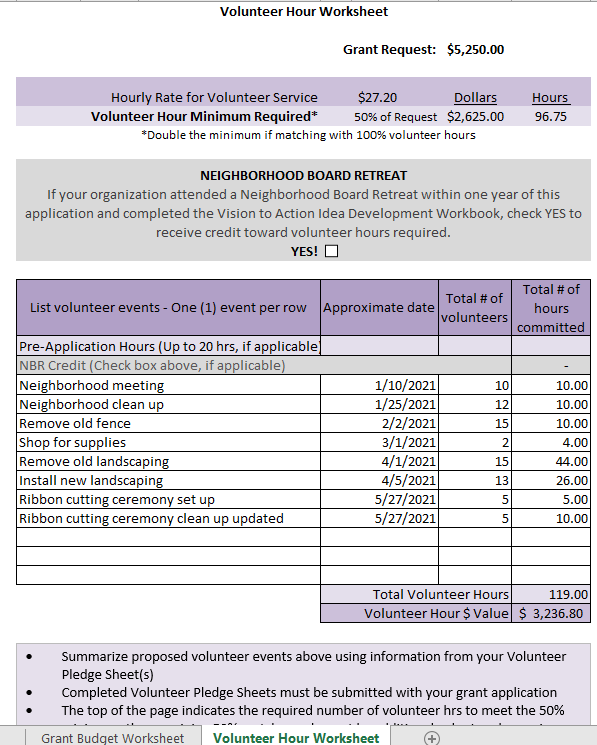 Volunteer Hour Worksheet
Grant Request: $5,250.00
Hourly Rate for Volunteer Service $27.20 Dollars Hours
Volunteer Hour Minimum Required* 50% of Request $2,625.00 96.75
*Double the minimum if matching with 100% volunteer hours
NEIGHBORHOOD BOARD RETREAT
If your organization attended a Neighborhood Board Retreat within one year of this
application and completed the Vision to Action Idea Development Workbook, check YES to
receive credit toward volunteer hours required.
YES!
List volunteer events - One (1) event per row Approximate date Total # of volunteers Total # of hours committed
Pre-Application Hours (Up to 20 hrs, if applicable)
NBR Credit (Check box above, if applicable) -
Neighborhood meeting 1/10/2021 10 10.00
Neighborhood clean up 1/25/2021 12 10.00
Remove old fence 2/2/2021 15 10.00
Shop for supplies 3/1/2021 2 4.00
Remove old landscaping 4/1/2021 15 44.00
Install new landscaping 4/5/2021 13 26.00
Ribbon cutting ceremony set up 5/27/2021 5 5.00
Ribbon cutting ceremony clean up updated 5/27/2021 5 10.00
Total Volunteer Hours 119.00
Volunteer Hour $ Value $ 3,236.80
• Summarize proposed volunteer events above using information from your Volunteer
Pledge Sheet(s)
• Completed Volunteer Pledge Sheets must be submitted with your grant application
• The top of the page indicates the required number of volunteer hrs to meet the 50%
Grant Budget Worksheet Volunteer Hour Worksheet